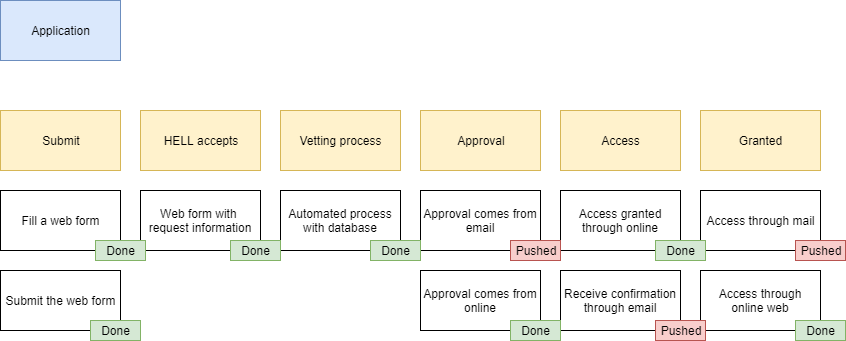 Application
Submit
HELL accepts
Vetting process
Approval
Access
Granted
Fill a web form
Done
Web form with
request information
Done
Automated process
with database
Done
Approval comes from
email
Pushed
Access granted
through online
Done
Access through mail
Pushed
Submit the web form
Done
Approval comes from
online
Done
Receive confirmation
through email
Pushed
Access through
online web
Done